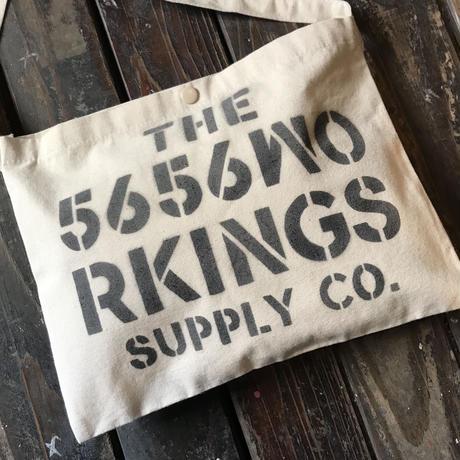 THE
5656WO
RKINGS
SUPPLY CO.